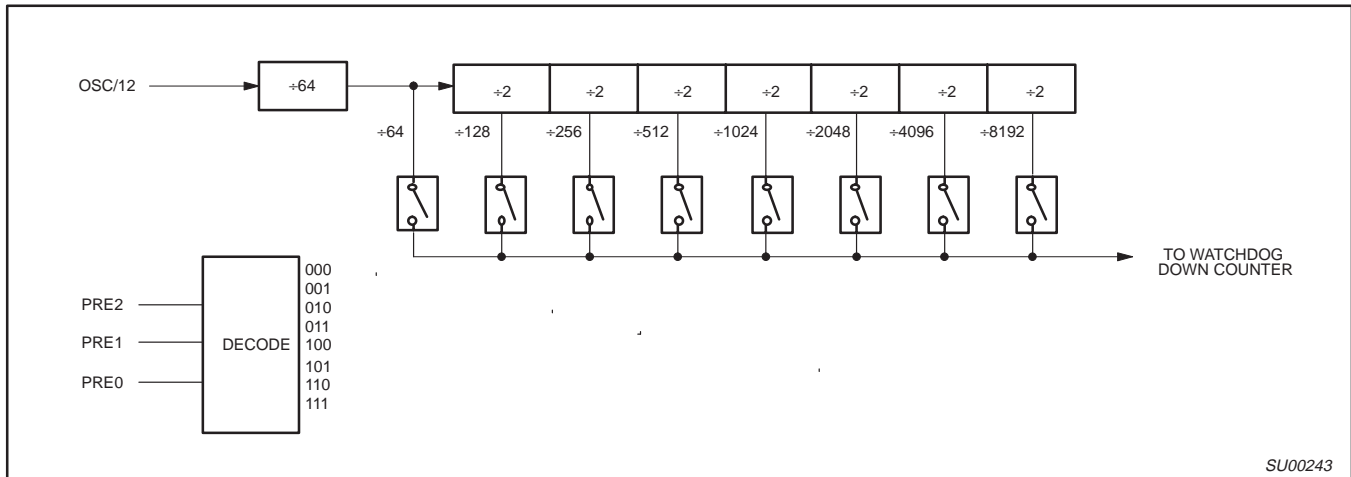 OSC/12
÷64
÷2 ÷2 ÷2 ÷2 ÷2 ÷2 ÷2
÷64 ÷128 ÷256 ÷512 ÷1024 ÷2048 ÷4096 ÷8192
TO WATCHDOG
DOWN COUNTER
PRE2
PRE1
PRE0
DECODE
000
001
010
011
100
101
110
111
SU00243